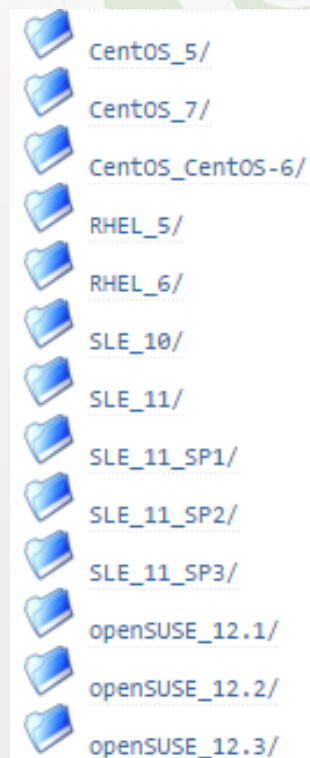 CentOS_5/
CentOS_7/
CentOS_CentOS-6/
RHEL_5/
RHEL_6/
SLE_10/
SLE_11/
SLE_11_SP1/
SLE_11_SP2/
SLE_11_SP3/
openSUSE_12.1/
openSUSE_12.2/
openSUSE_12.3/